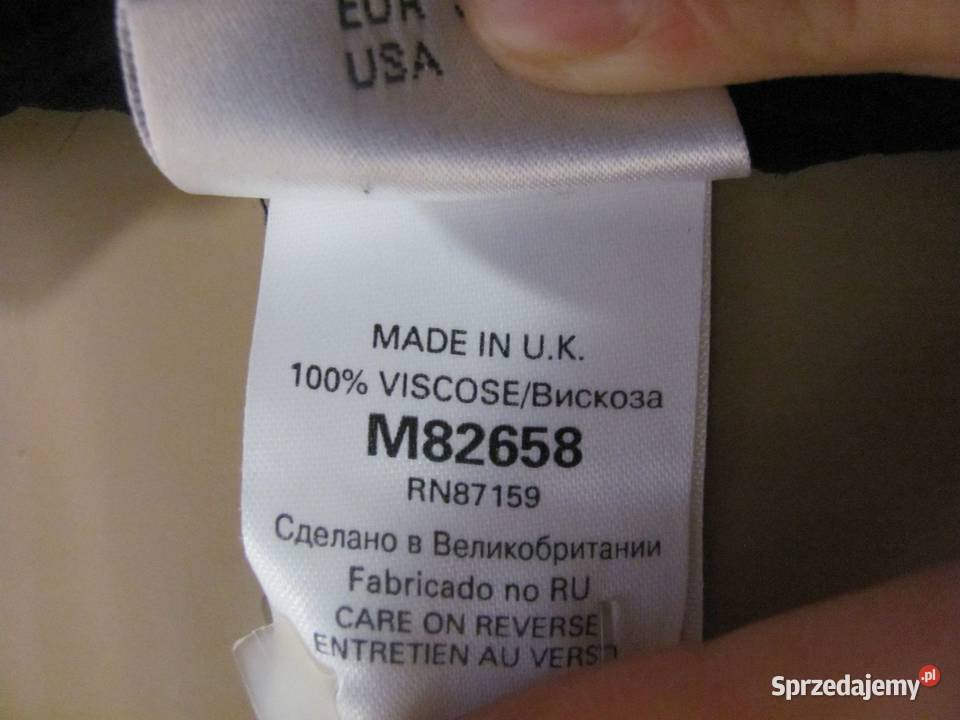 EUR
USA
MADE IN U.K.
100% VISCOSE/Вискоза
M82658
RN87159
Сделано в Великобритании
Fabricado no RU
CARE ON REVERSE
ENTRETIEN AU
Sprzedajemy.pl